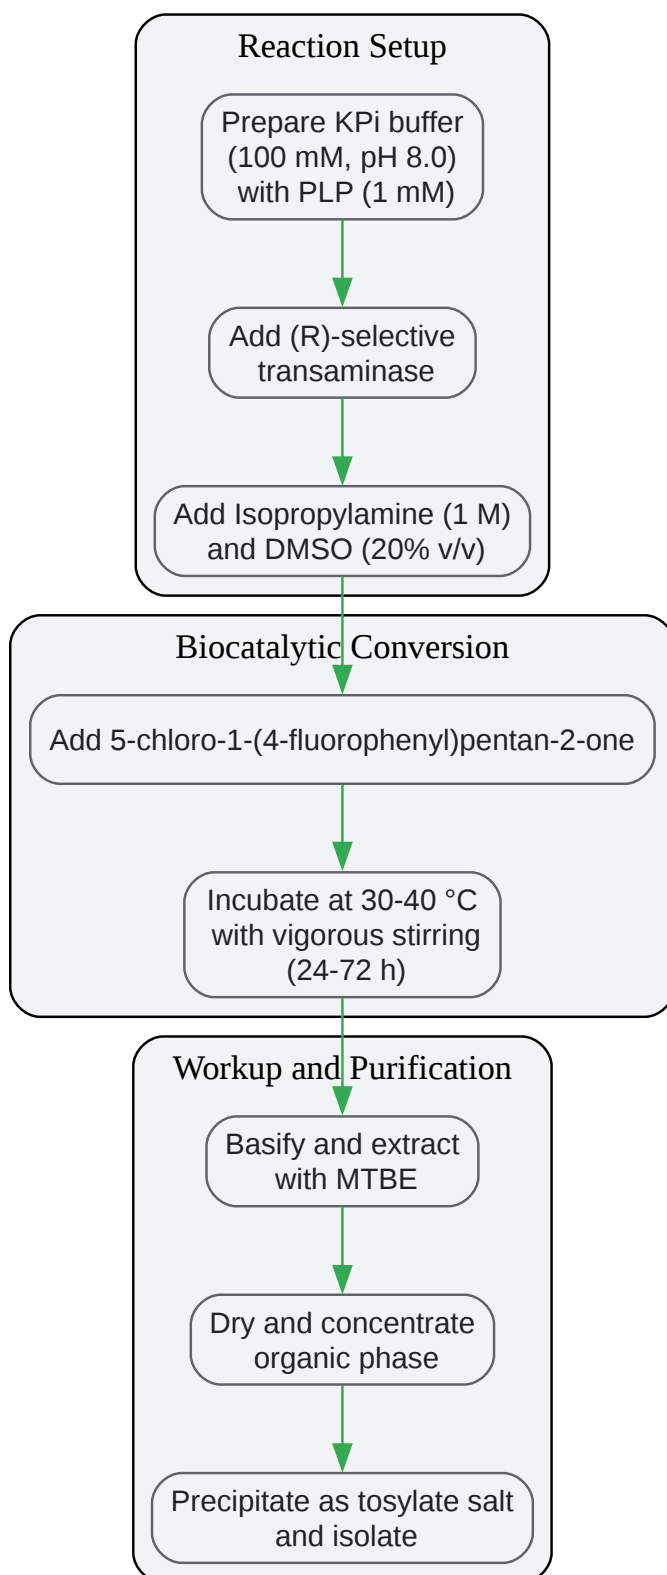 Reaction Setup
Prepare KPi buffer
(100 mM, pH 8.0)
with PLP (1 mM)
Add (R)-selective
transaminase
Add Isopropylamine (1 M)
and DMSO (20% v/v)
Biocatalytic Conversion
Add 5-chloro-1-(4-fluorophenyl)pentan-2-one
Incubate at 30-40 °C
with vigorous stirring
(24-72 h)
Workup and Purification
Basify and extract
with MTBE
Dry and concentrate
organic phase
Precipitate as tosylate salt
and isolate